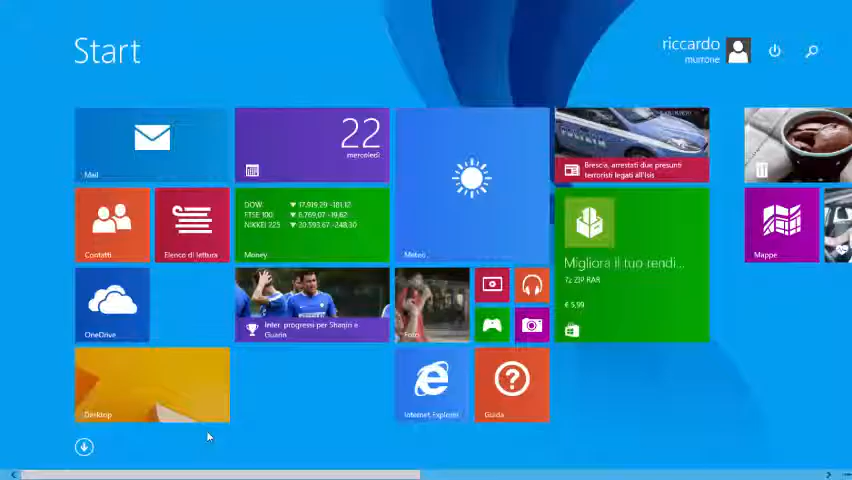 Start
riccardo
murrone
Mail
22
mercoledì
Brescia, arrestati due presunti
terroristi legati all'Isis
Contatti
Elenco di lettura
DOW ▼ 17.919,29 -181,12
FTSE 100 ▼ 6.769,07 -19,62
NIKKEI 225 ▼ 20.593,67 -248,30
Money
Meteo
Migliora il tuo rendi...
7z ZIP RAR
€ 5,99
Mappe
OneDrive
Inter, progressi per Shaqiri e
Guarin
Foto
Desktop
Internet Explorer
Guida